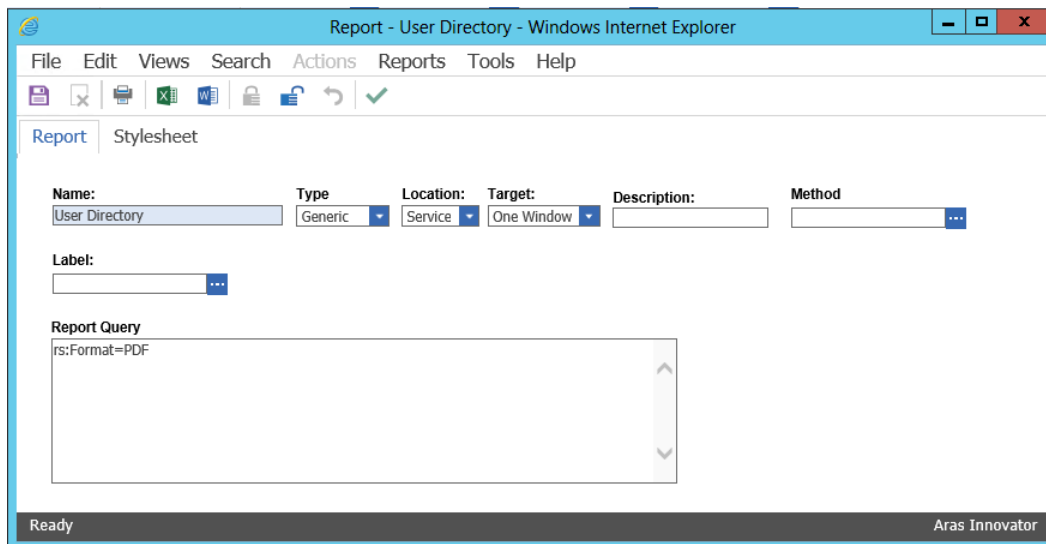 Report - User Directory - Windows Internet Explorer
File Edit Views Search Actions Reports Tools Help
Report Stylesheet
Name: Type Location: Target: Description: Method
User Directory Generic Service One Window
Label:
Report Query
rs:Format=PDF
Ready Aras Innovator